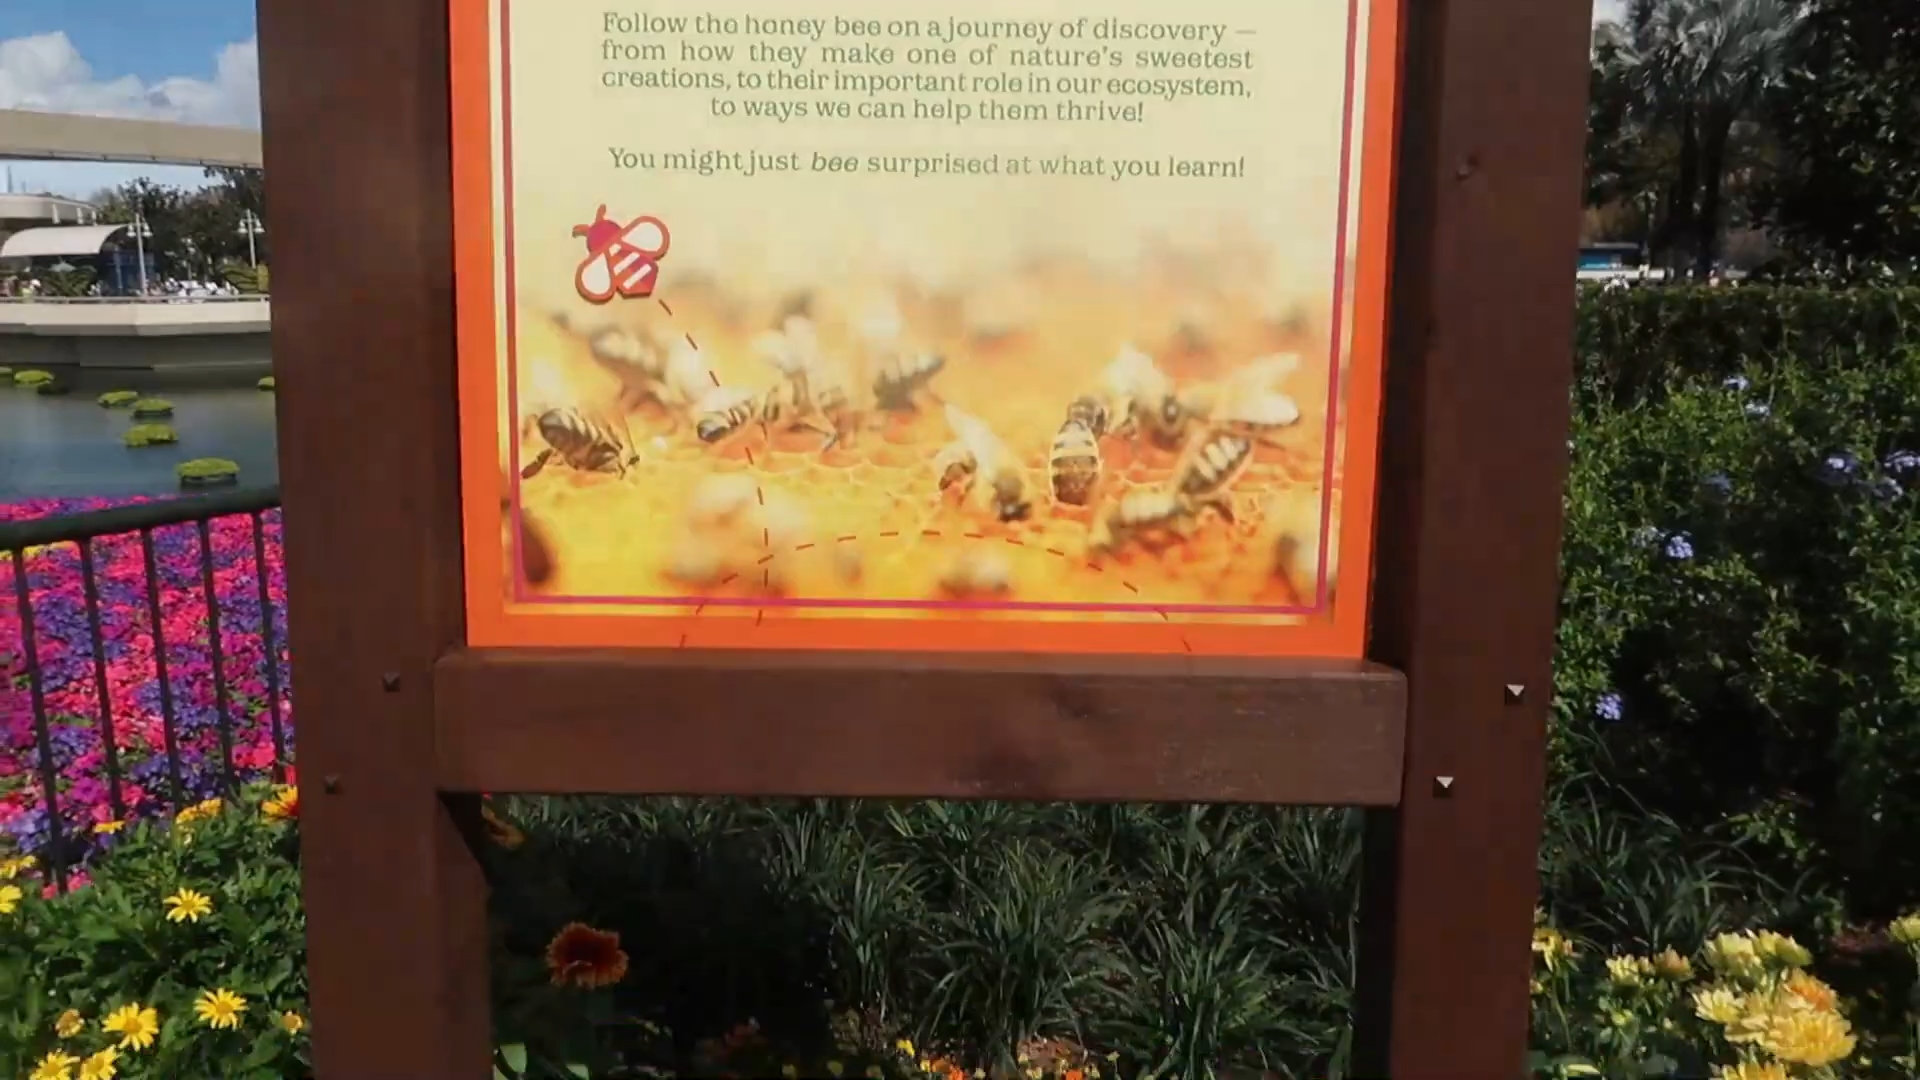 Follow the honey bee on a journey of discovery —
from how they make one of nature's sweetest
creations, to their important role in our ecosystem,
to ways we can help them thrive!
You might just bee surprised at what you learn!